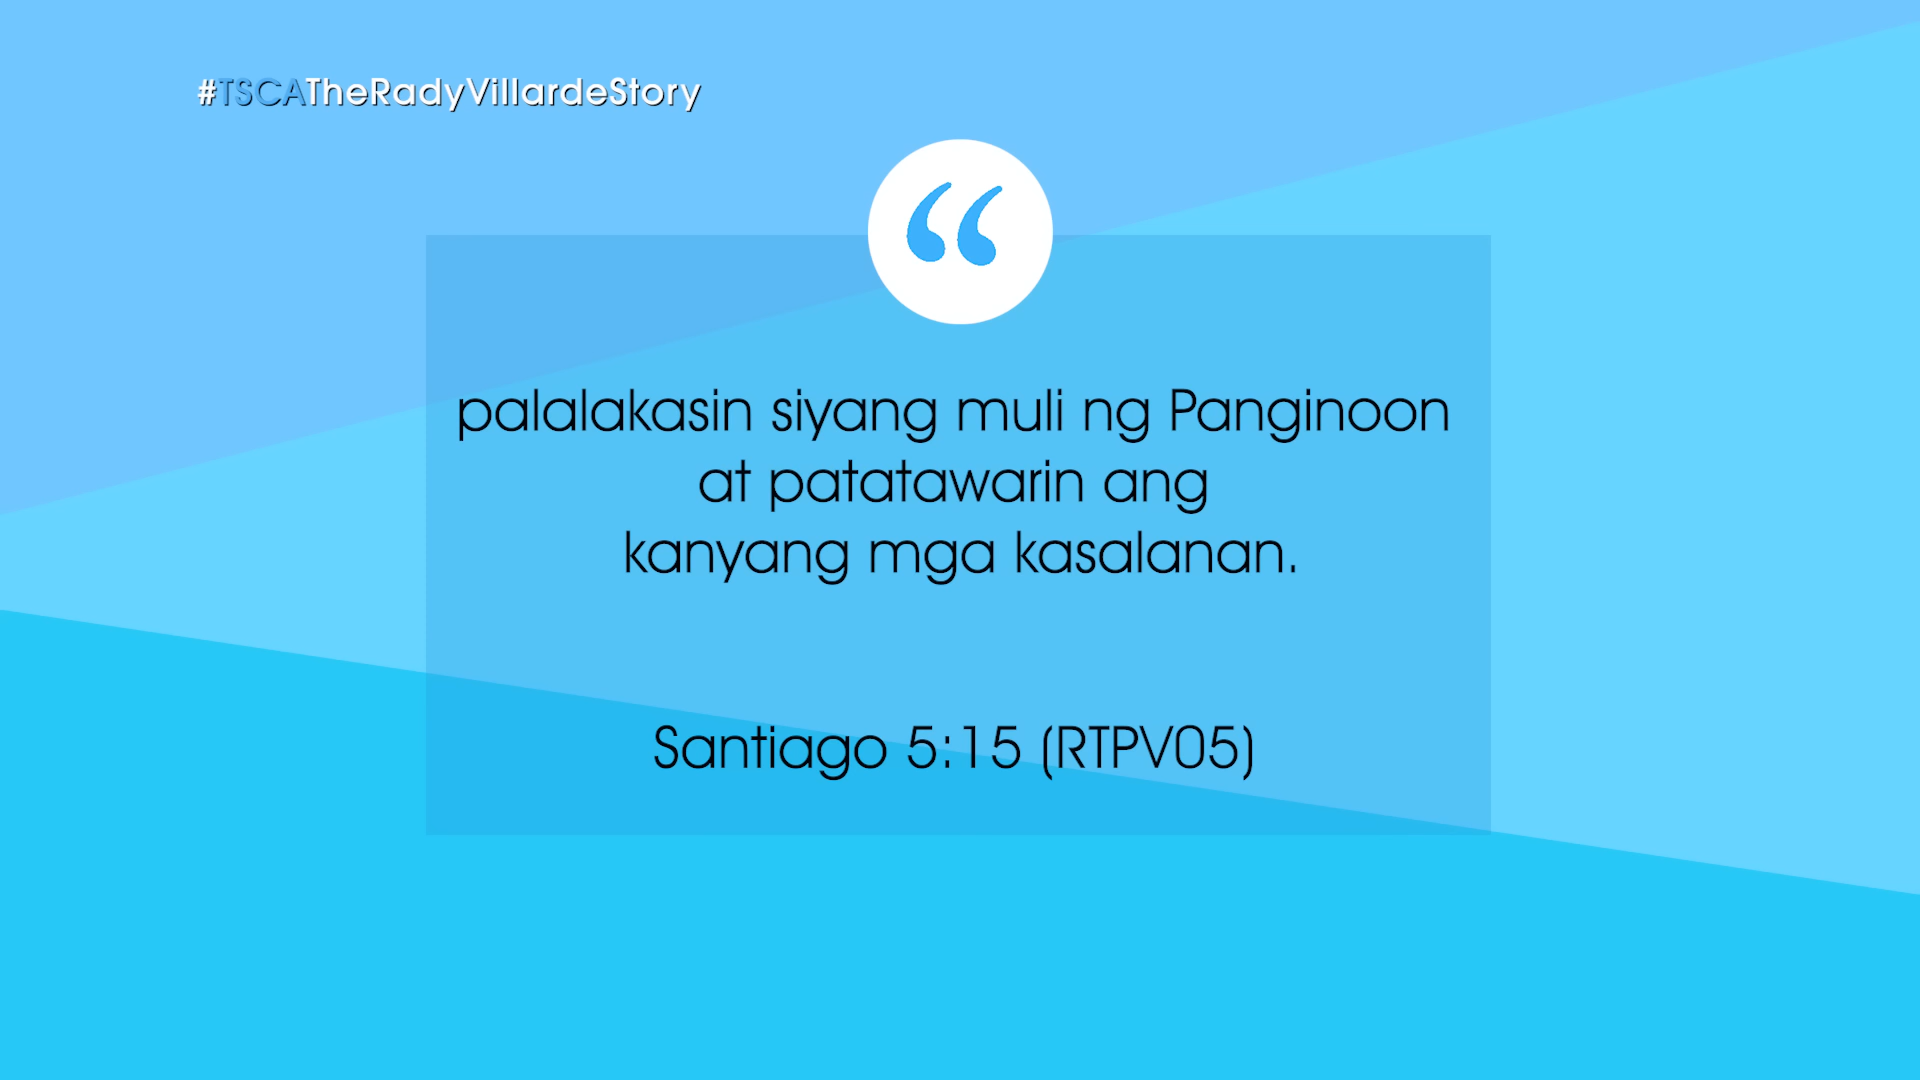 #TSCATheRadyVillardeStory
“
palalakasin siyang muli ng Panginoon
at patatawarin ang
kanyang mga kasalanan.
Santiago 5:15 (RTPV05)